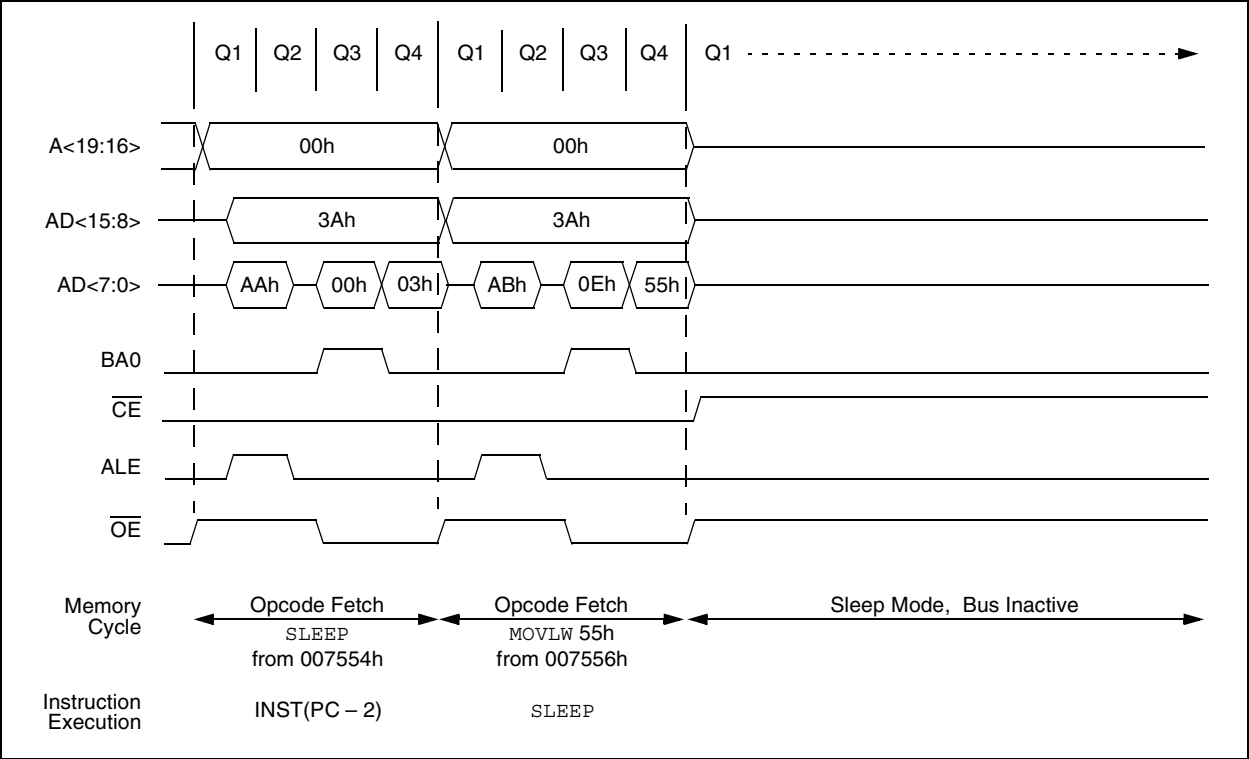 Q1 Q2 Q3 Q4 Q1 Q2 Q3 Q4 Q1
A<19:16> 00h 00h
AD<15:8> 3Ah 3Ah
AD<7:0> AAh 00h 03h ABh 0Eh 55h
BA0
CE
ALE
OE
Memory
Cycle
Opcode Fetch
SLEEP
from 007554h
Opcode Fetch
MOVLW 55h
from 007556h
Sleep Mode, Bus Inactive
Instruction
Execution
INST(PC – 2)
SLEEP